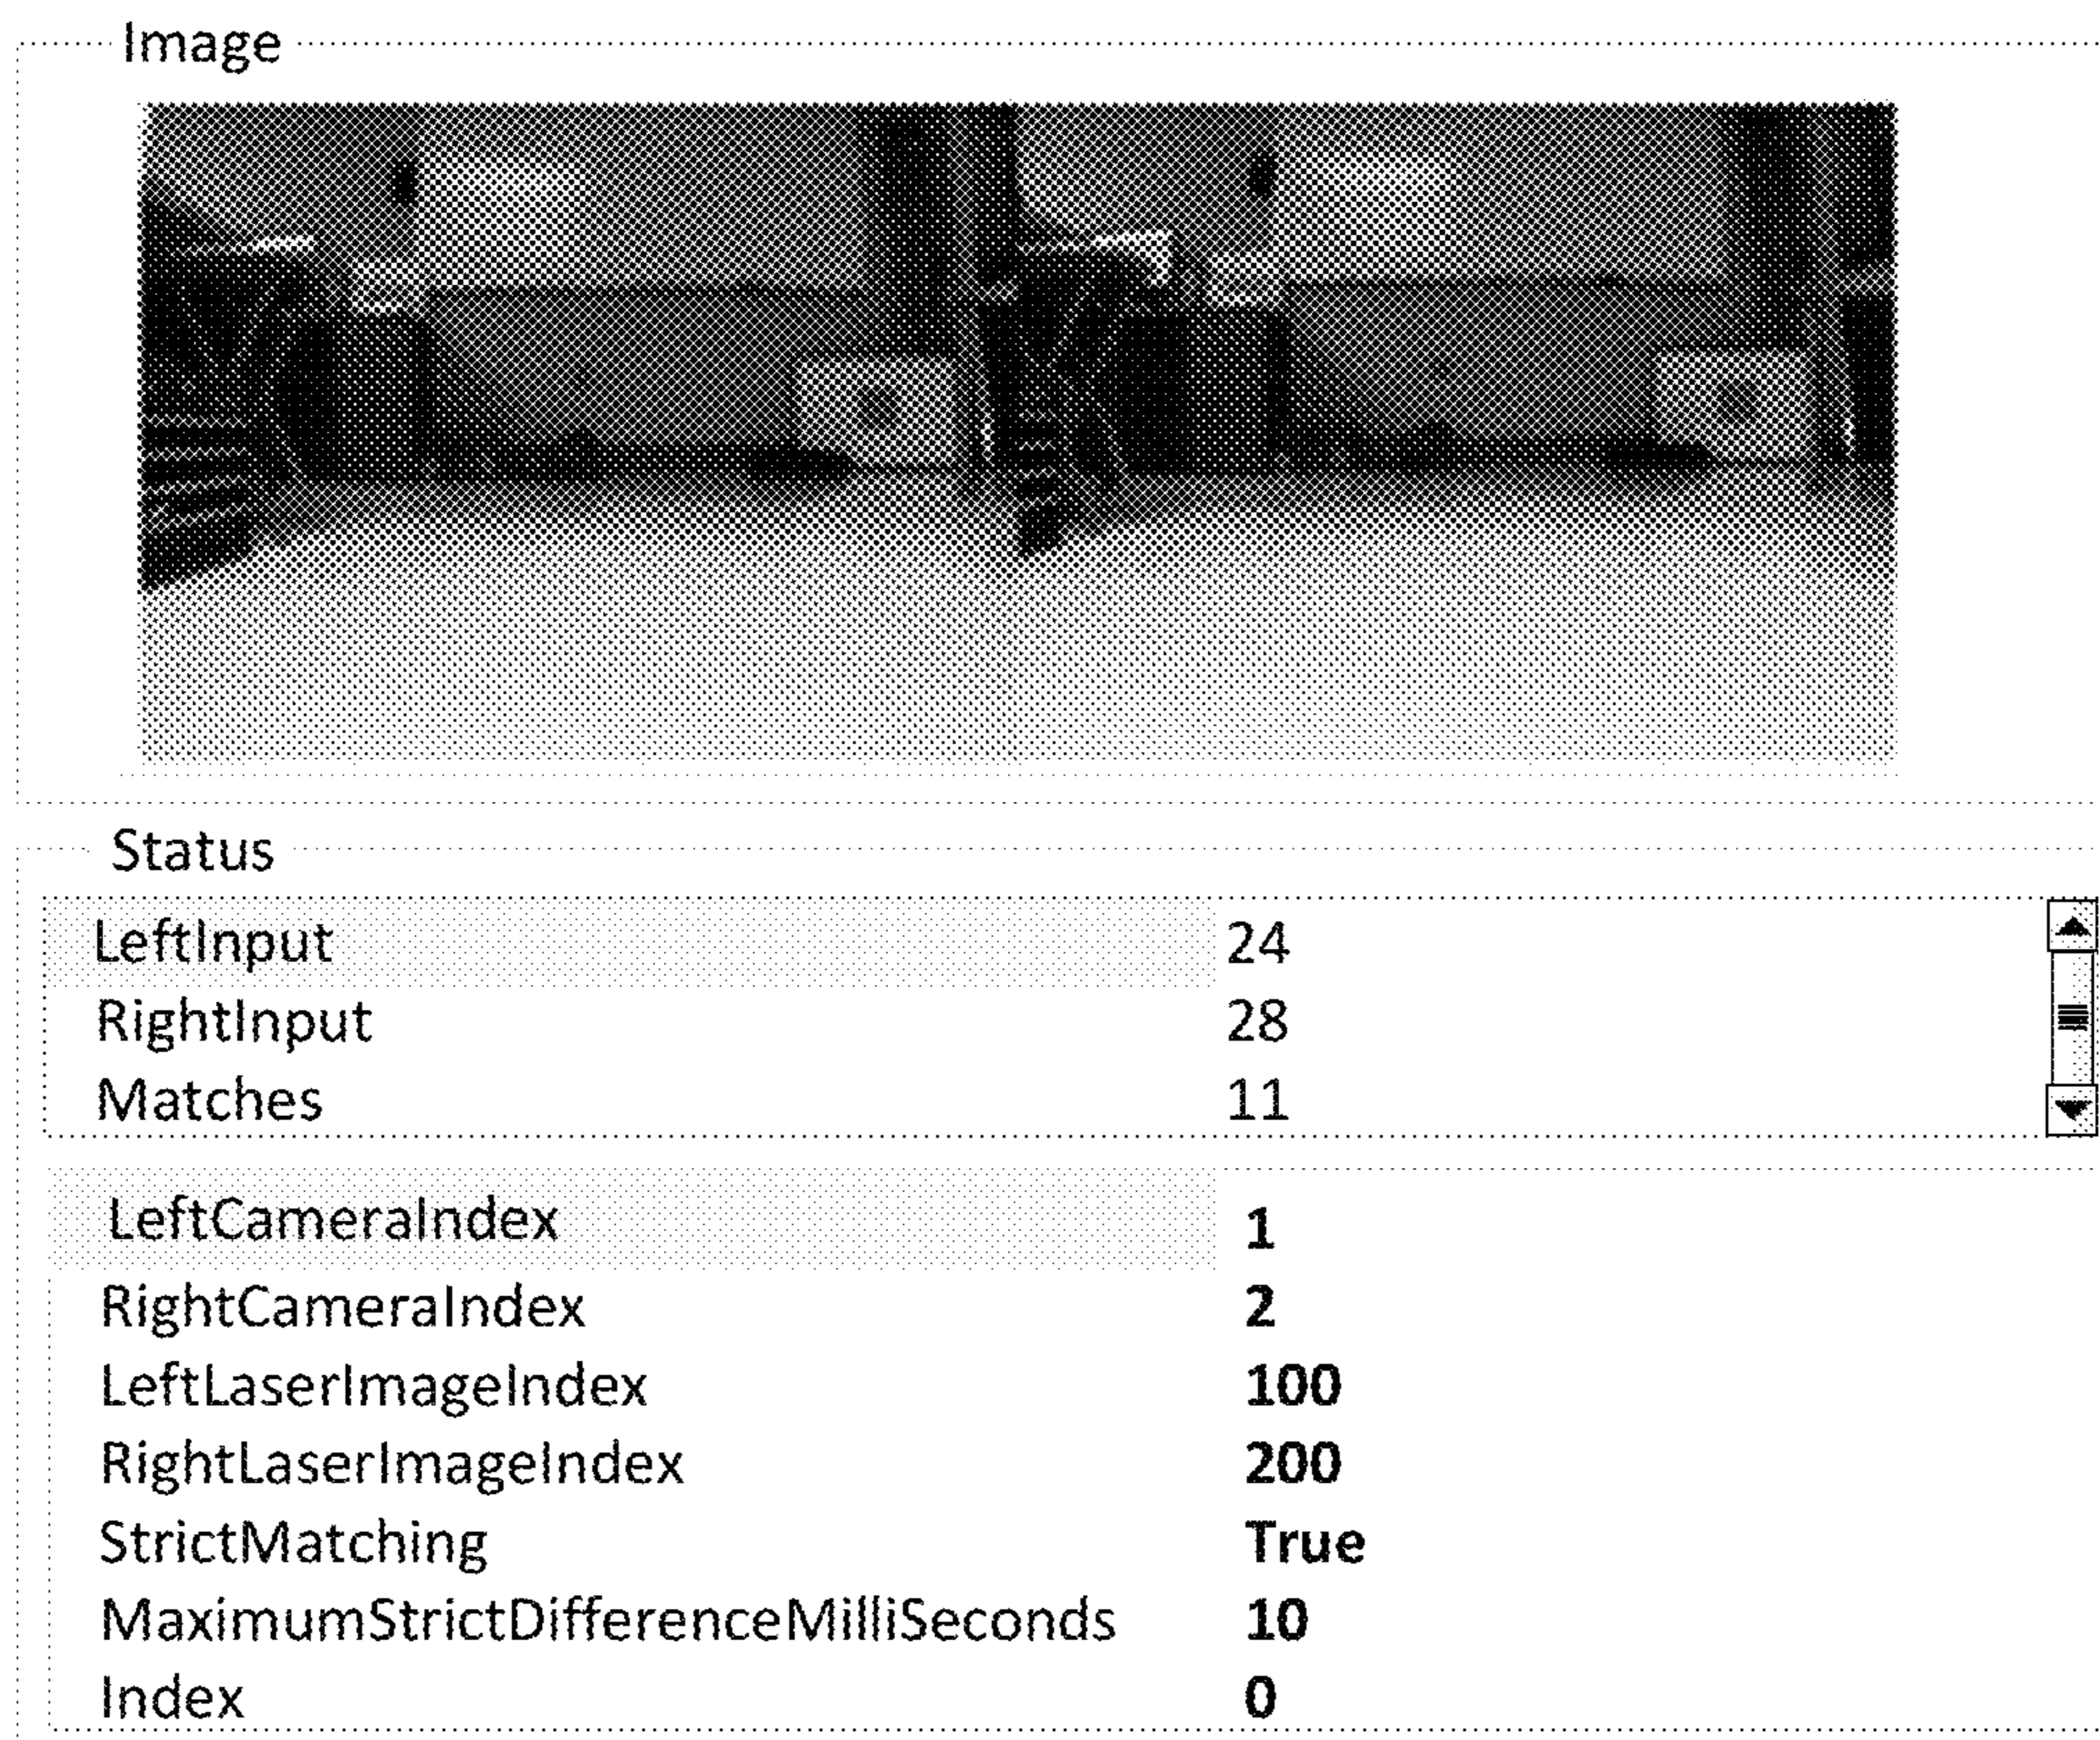 Image
Status
LeftInput 24
RightInput 28
Matches 11
LeftCameraIndex 1
RightCameraIndex 2
LeftLaserImageIndex 100
RightLaserImageIndex 200
StrictMatching True
MaximumStrictDifferenceMilliSeconds 10
Index 0